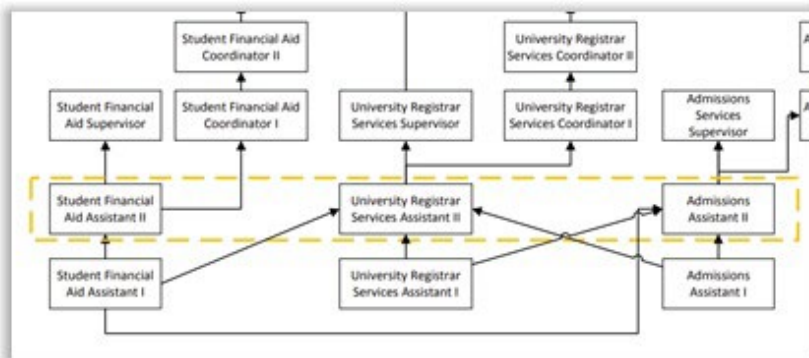 Student Financial Aid
Coordinator II
University Registrar
Services Coordinator II
Student Financial
Aid Supervisor
Student Financial Aid
Coordinator I
University Registrar
Services Supervisor
University Registrar
Services Coordinator I
Admissions
Services
Supervisor
Student Financial
Aid Assistant II
University Registrar
Services Assistant II
Admissions
Assistant II
Student Financial
Aid Assistant I
University Registrar
Services Assistant I
Admissions
Assistant I